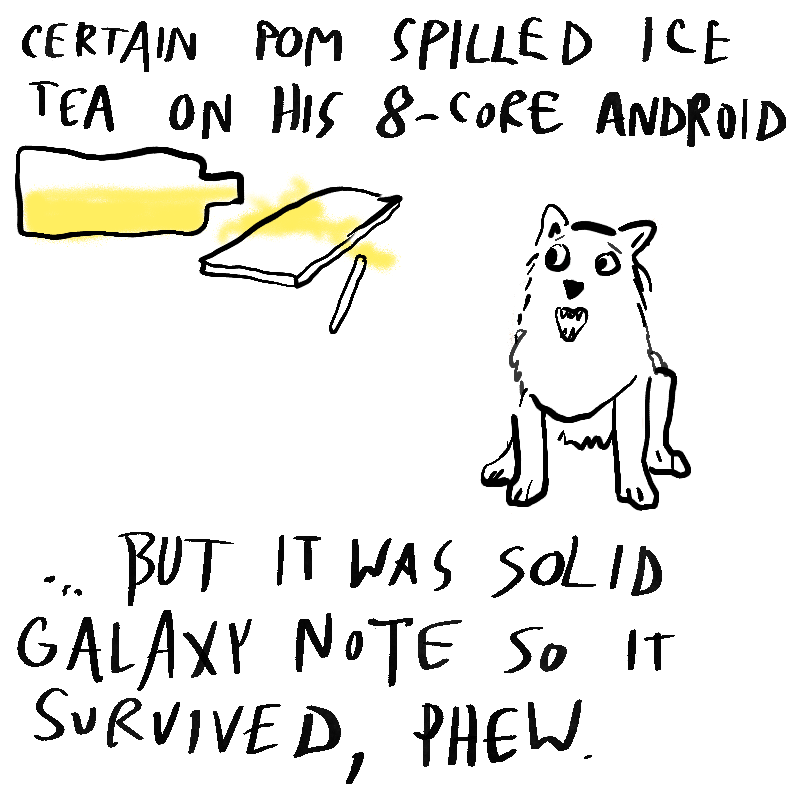 CERTAIN POM SPILLED ICE
TEA ON HIS 8-CORE ANDROID
... BUT IT WAS SOLID
GALAXY NOTE SO IT
SURVIVED, PHEW.